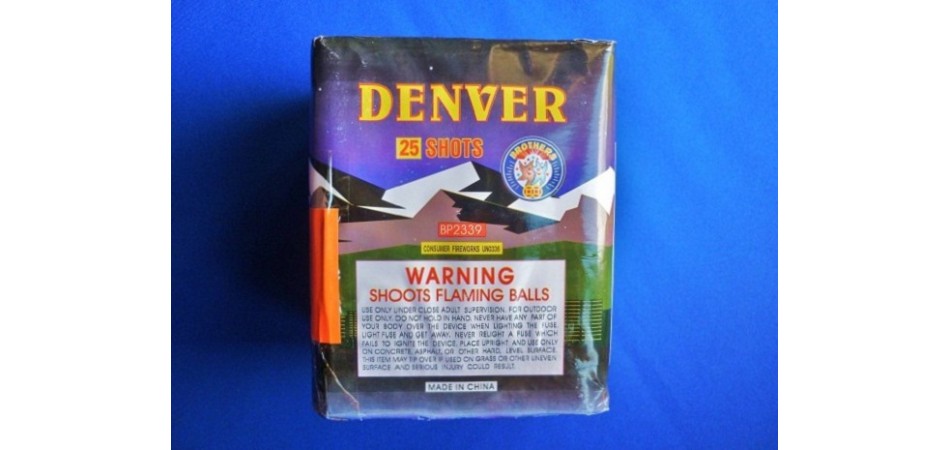 DENVER
25 SHOTS
BROTHERS
BP2339
CONSUMER FIREWORKS UN0336
WARNING
SHOOTS FLAMING BALLS
USE ONLY UNDER CLOSE ADULT SUPERVISION. FOR OUTDOOR
USE ONLY. DO NOT HOLD IN HAND. NEVER HAVE ANY PART OF
YOUR BODY OVER THE DEVICE WHEN LIGHTING THE FUSE.
LIGHT FUSE AND GET AWAY. NEVER RELIGHT A FUSE WHICH
FAILS TO IGNITE THE DEVICE. PLACE UPRIGHT AND USE ONLY
ON CONCRETE, ASPHALT, OR OTHER HARD, LEVEL SURFACE.
THIS ITEM MAY TIP OVER IF USED ON GRASS OR OTHER UNEVEN
SURFACE AND SERIOUS INJURY COULD RESULT.
MADE IN CHINA